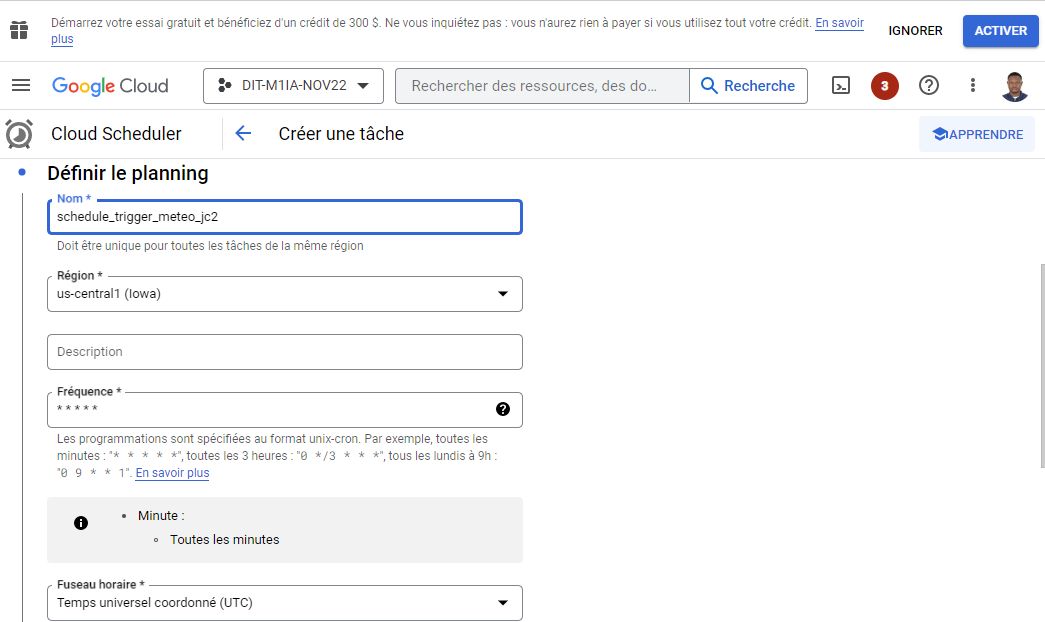 Démarrez votre essai gratuit et bénéficiez d'un crédit de 300 $. Ne vous inquiétez pas : vous n'aurez rien à payer si vous utilisez tout votre crédit. En savoir
plus
IGNORER
ACTIVER
Google Cloud
DIT-M1IA-NOV22
Rechercher des ressources, des do…
Recherche
3
Cloud Scheduler
Créer une tâche
APPRENDRE
Définir le planning
Nom *
schedule_trigger_meteo_jc2
Doit être unique pour toutes les tâches de la même région
Région *
us-central1 (Iowa)
Description
Fréquence *
* * * * *
Les programmations sont spécifiées au format unix-cron. Par exemple, toutes les
minutes : "* * * * *", toutes les 3 heures : "0 */3 * * *", tous les lundis à 9h :
"0 9 * * 1". En savoir plus
Minute :
Toutes les minutes
Fuseau horaire *
Temps universel coordonné (UTC)